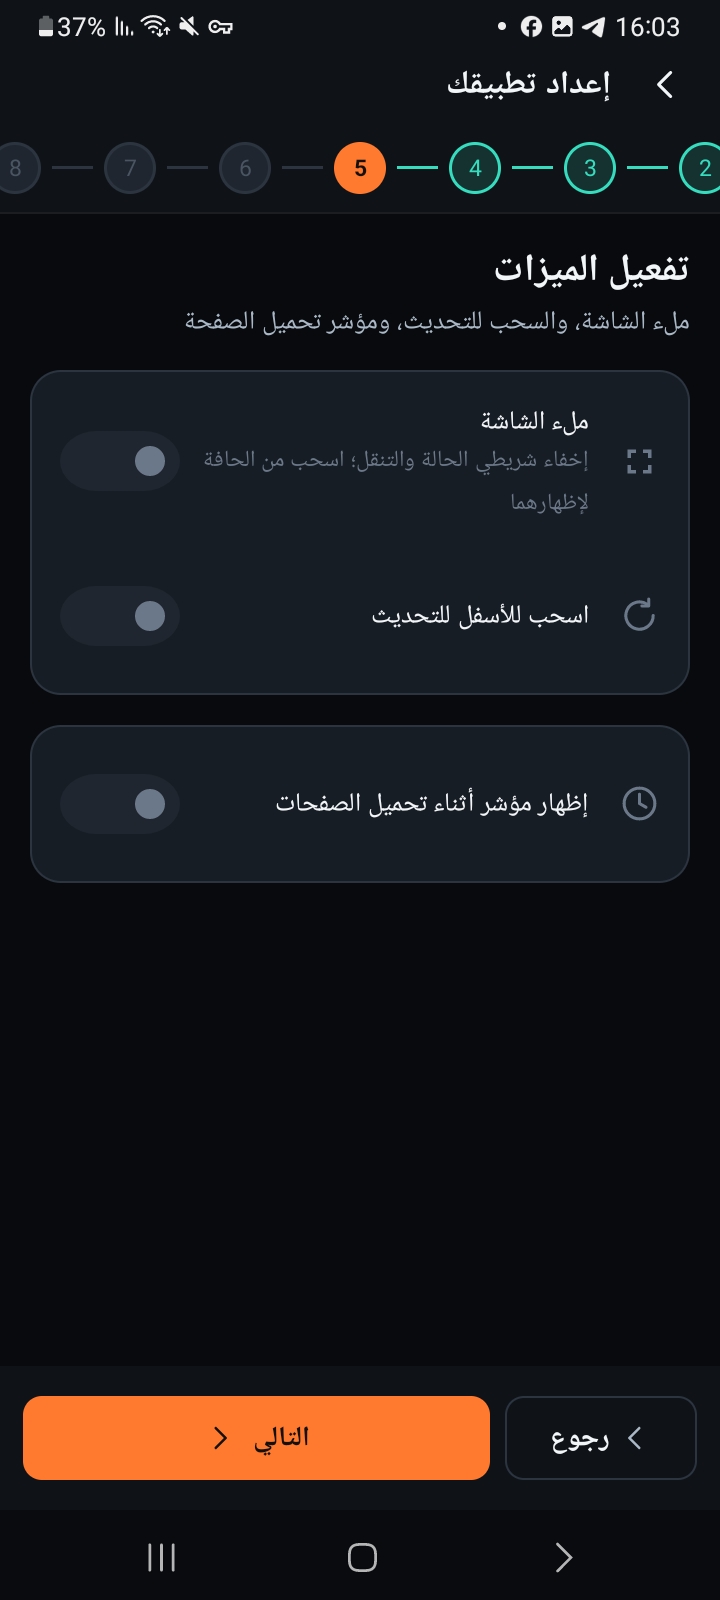 16:03
37%
إعداد تطبيقك
2 3 4 5 6 7 8
تفعيل الميزات
ملء الشاشة، والسحب للتحديث، ومؤشر تحميل الصفحة
ملء الشاشة
إخفاء شريطي الحالة والتنقل؛ اسحب من الحافة
لإظهارهما
اسحب للأسفل للتحديث
إظهار مؤشر أثناء تحميل الصفحات
رجوع
التالي